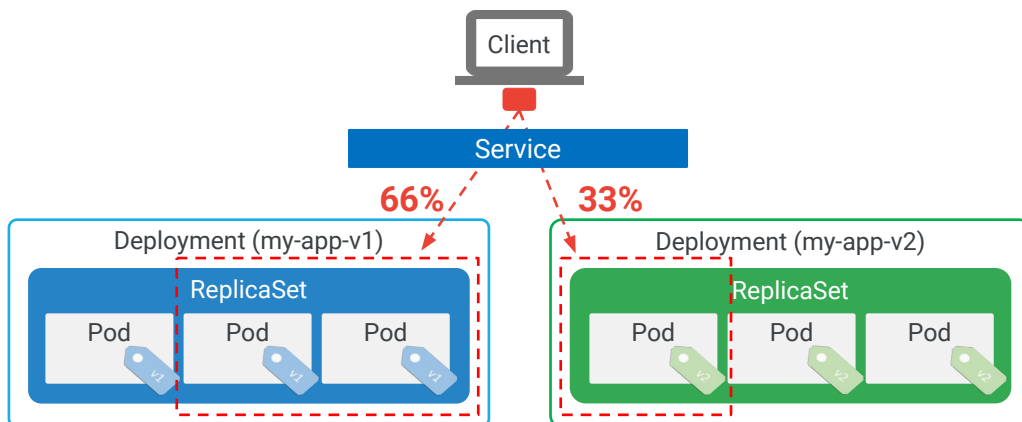 Client
Service
66%
33%
Deployment (my-app-v1)
Deployment (my-app-v2)
ReplicaSet
ReplicaSet
Pod
Pod
Pod
Pod
Pod
Pod
v1
v1
v1
v2
v2
v2